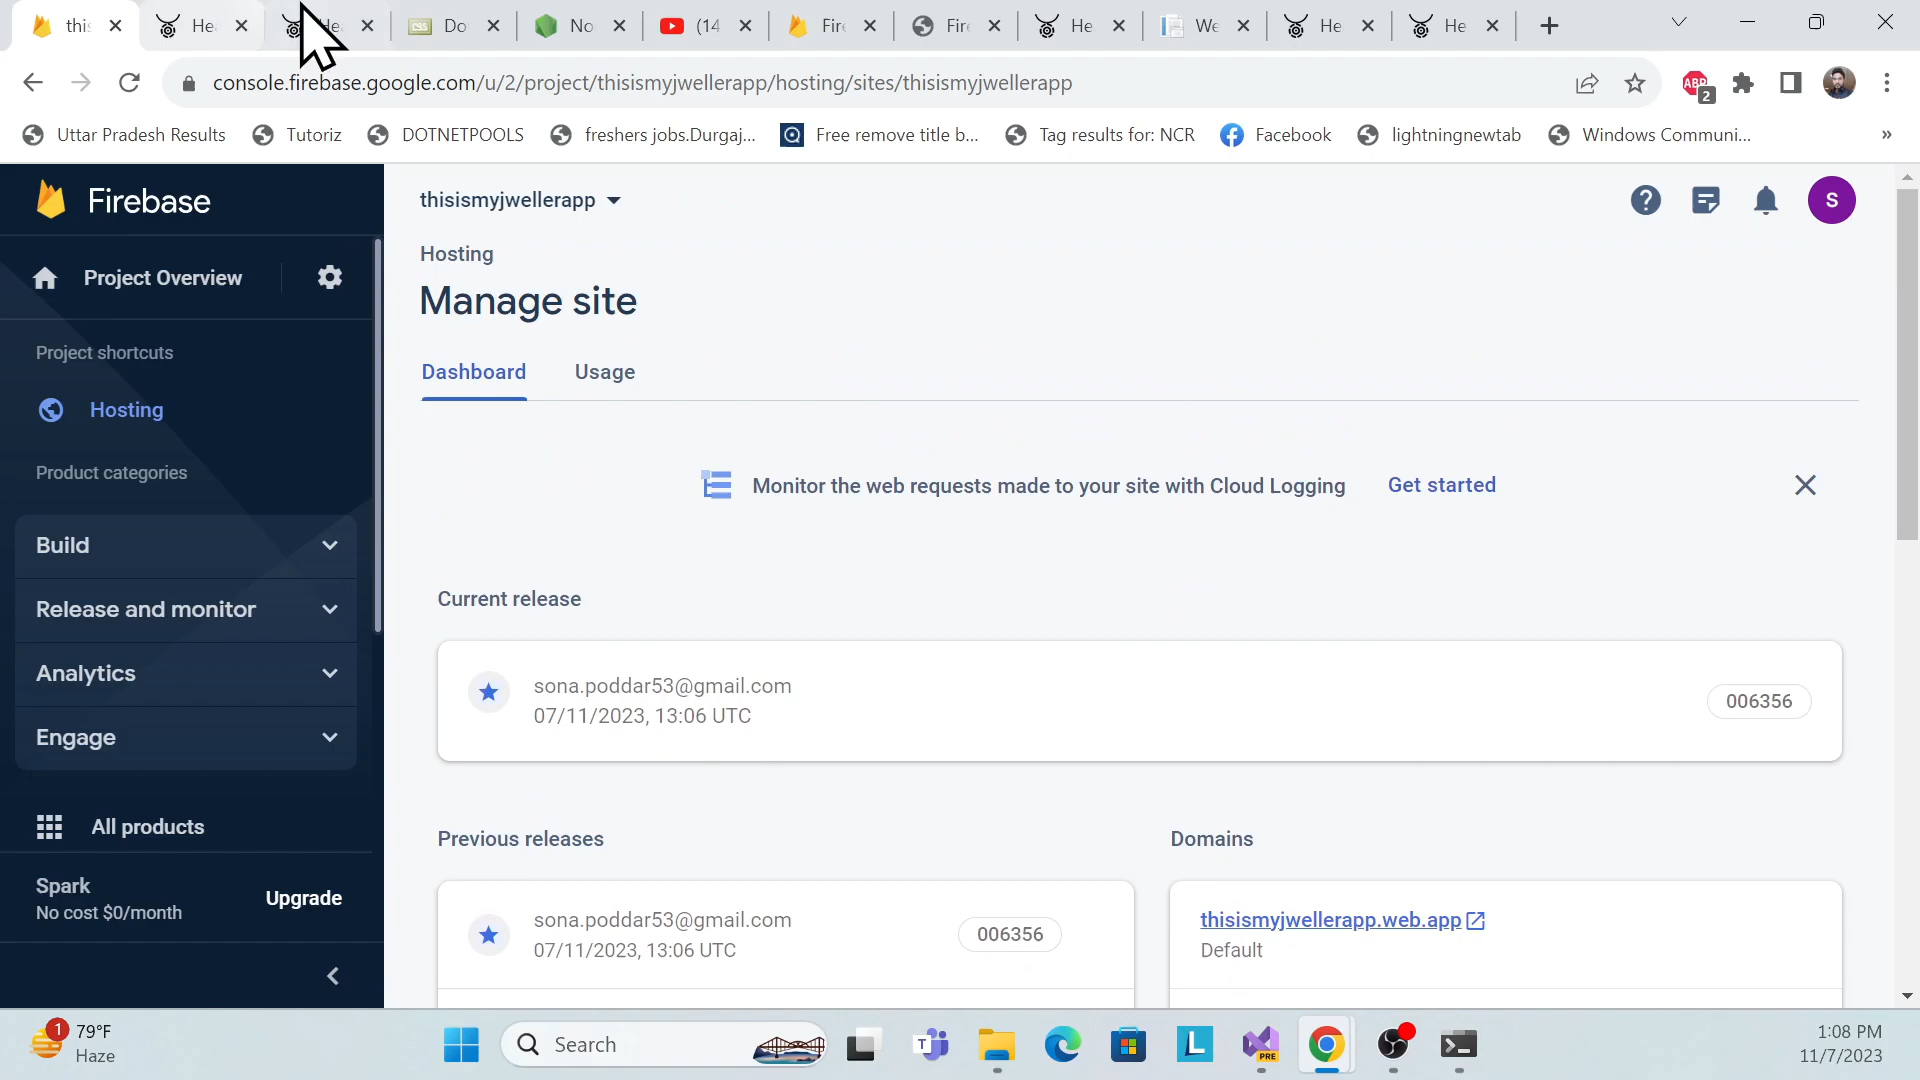 this
He
He
Do
No
(14
Fire
Fire
He
We
He
He
console.firebase.google.com/u/2/project/thisismyjwellerapp/hosting/sites/thisismyjwellerapp
ABP
2
Uttar Pradesh Results
Tutoriz
DOTNETPOOLS
freshers jobs.Durgaj...
Free remove title b...
Tag results for: NCR
Facebook
lightningnewtab
Windows Communi...
»
Firebase
thisismyjwellerapp
S
Hosting
Project Overview
Manage site
Project shortcuts
Dashboard
Usage
Hosting
Product categories
Monitor the web requests made to your site with Cloud Logging
Get started
Build
Current release
Release and monitor
Analytics
sona.poddar53@gmail.com
07/11/2023, 13:06 UTC
006356
Engage
All products
Previous releases
Domains
Spark
No cost $0/month
Upgrade
sona.poddar53@gmail.com
07/11/2023, 13:06 UTC
006356
thisismyjwellerapp.web.app
Default
1
79°F
Haze
Search
PRE
1:08 PM
11/7/2023